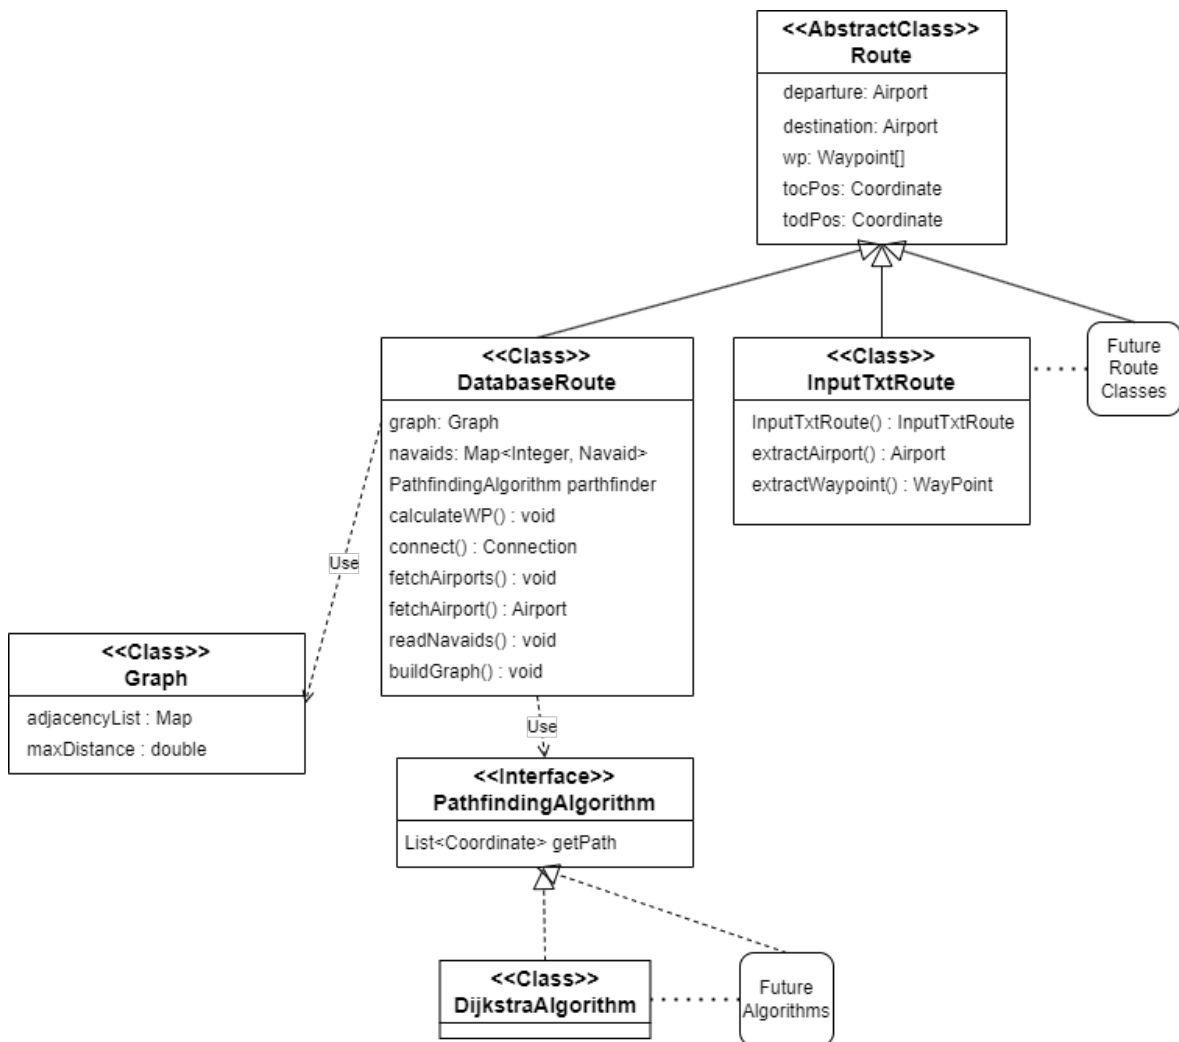 <<AbstractClass>>
Route
departure: Airport
destination: Airport
wp: Waypoint[]
tocPos: Coordinate
todPos: Coordinate
<<Class>>
DatabaseRoute
graph: Graph
navaids: Map<Integer, Navaid>
PathfindingAlgorithm parthfinder
calculateWP() : void
connect() : Connection
fetchAirports() : void
fetchAirport() : Airport
readNavaids() : void
buildGraph() : void
<<Class>>
InputTxtRoute
InputTxtRoute() : InputTxtRoute
extractAirport() : Airport
extractWaypoint() : WayPoint
Future
Route
Classes
Use
<<Class>>
Graph
adjacencyList : Map
maxDistance : double
Use
<<Interface>>
PathfindingAlgorithm
List<Coordinate> getPath
<<Class>>
DijkstraAlgorithm
Future
Algorithms